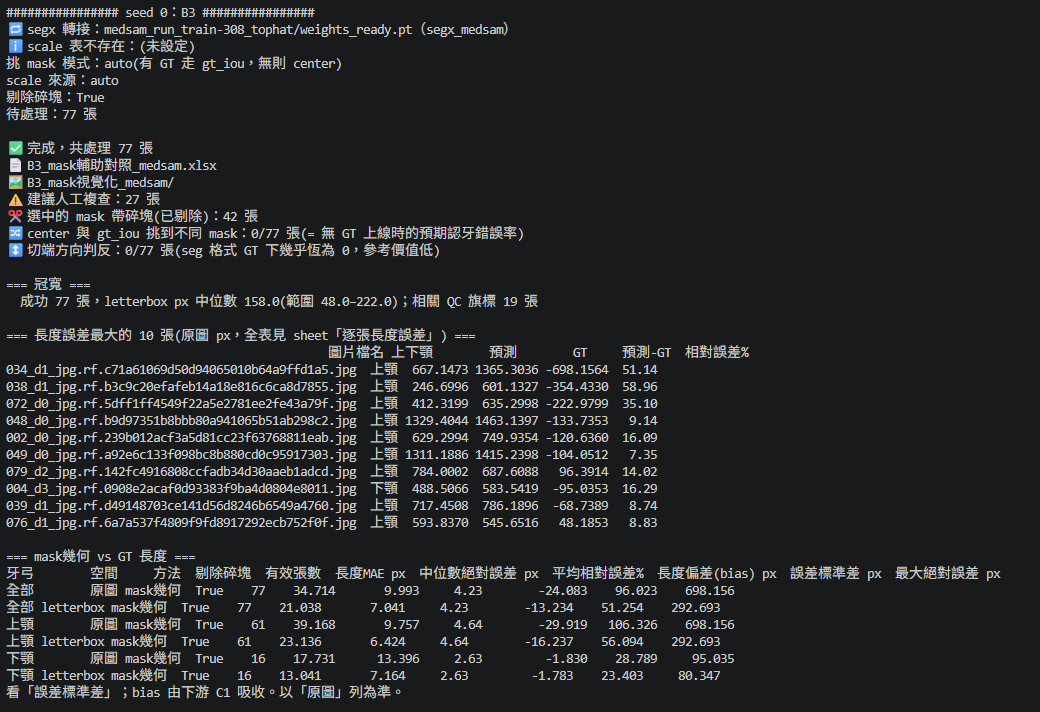 ################ seed 0：B3 ################
🔁 segx 轉接：medsam_run_train-308_tophat/weights_ready.pt（segx_medsam）
ℹ️ scale 表不存在：(未設定)
挑 mask 模式：auto(有 GT 走 gt_iou，無則 center)
scale 來源：auto
剔除碎塊：True
待處理：77 張
✅ 完成，共處理 77 張
📄 B3_mask輔助對照_medsam.xlsx
🖼️ B3_mask視覺化_medsam/
⚠️ 建議人工複查：27 張
✂️ 選中的 mask 帶碎塊(已剔除)：42 張
🔀 center 與 gt_iou 挑到不同 mask：0/77 張(= 無 GT 上線時的預期認牙錯誤率)
↕️ 切端方向判反：0/77 張(seg 格式 GT 下幾乎恆為 0，參考價值低)
=== 冠寬 ===
成功 77 張，letterbox px 中位數 158.0(範圍 48.0–222.0)；相關 QC 旗標 19 張
=== 長度誤差最大的 10 張(原圖 px，全表見 sheet「逐張長度誤差」) ===
圖片檔名 上下顎 預測 GT 預測-GT 相對誤差%
034_d1_jpg.rf.c71a61069d50d94065010b64a9ffd1a5.jpg 上顎 667.1473 1365.3036 -698.1564 51.14
038_d1_jpg.rf.b3c9c20efafeb14a18e816c6ca8d7855.jpg 上顎 246.6996 601.1327 -354.4330 58.96
072_d0_jpg.rf.5dff1ff4549f22a5e2781ee2fe43a79f.jpg 上顎 412.3199 635.2998 -222.9799 35.10
048_d0_jpg.rf.b9d97351b8bbb80a941065b51ab298c2.jpg 上顎 1329.4044 1463.1397 -133.7353 9.14
002_d0_jpg.rf.239b012acf3a5d81cc23f63768811eab.jpg 上顎 629.2994 749.9354 -120.6360 16.09
049_d0_jpg.rf.a92e6c133f098bc8b880cd0c95917303.jpg 上顎 1311.1886 1415.2398 -104.0512 7.35
079_d2_jpg.rf.142fc4916808ccfadb34d30aaeb1adcd.jpg 上顎 784.0002 687.6088 96.3914 14.02
004_d3_jpg.rf.0908e2acaf0d93383f9ba4d0804e8011.jpg 下顎 488.5066 583.5419 -95.0353 16.29
039_d1_jpg.rf.d49148703ce141d56d8246b6549a4760.jpg 上顎 717.4508 786.1896 -68.7389 8.74
076_d1_jpg.rf.6a7a537f4809f9fd8917292ecb752f0f.jpg 上顎 593.8370 545.6516 48.1853 8.83
=== mask幾何 vs GT 長度 ===
牙弓 空間 方法 剔除碎塊 有效張數 長度MAE px 中位數絕對誤差 px 平均相對誤差% 長度偏差(bias) px 誤差標準差 px 最大絕對誤差 px
全部 原圖 mask幾何 True 77 34.714 9.993 4.23 -24.083 96.023 698.156
全部 letterbox mask幾何 True 77 21.038 7.041 4.23 -13.234 51.254 292.693
上顎 原圖 mask幾何 True 61 39.168 9.757 4.64 -29.919 106.326 698.156
上顎 letterbox mask幾何 True 61 23.136 6.424 4.64 -16.237 56.094 292.693
下顎 原圖 mask幾何 True 16 17.731 13.396 2.63 -1.830 28.789 95.035
下顎 letterbox mask幾何 True 16 13.041 7.164 2.63 -1.783 23.403 80.347
看「誤差標準差」；bias 由下游 C1 吸收。以「原圖」列為準。